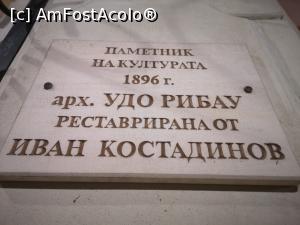 [c] AmFostAcolo®
ПАМЕТНИК
НА КУЛТУРАТА
1896 г.
арх. УДО РИБАУ
РЕСТАВРИРАНА ОТ
ИВАН КОСТАДИНОВ